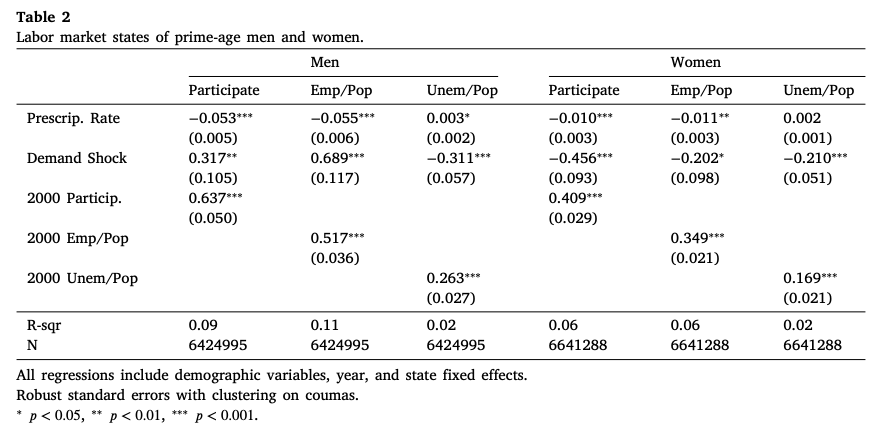 Table 2
Labor market states of prime-age men and women.
Men Women
Participate Emp/Pop Unem/Pop Participate Emp/Pop Unem/Pop
Prescrip. Rate −0.053*** −0.055*** 0.003* −0.010*** −0.011** 0.002
(0.005) (0.006) (0.002) (0.003) (0.003) (0.001)
Demand Shock 0.317** 0.689*** −0.311*** −0.456*** −0.202* −0.210***
(0.105) (0.117) (0.057) (0.093) (0.098) (0.051)
2000 Particip. 0.637*** 0.409***
(0.050) (0.029)
2000 Emp/Pop 0.517*** 0.349***
(0.036) (0.021)
2000 Unem/Pop 0.263*** 0.169***
(0.027) (0.021)
R-sqr 0.09 0.11 0.02 0.06 0.06 0.02
N 6424995 6424995 6424995 6641288 6641288 6641288
All regressions include demographic variables, year, and state fixed effects.
Robust standard errors with clustering on coumas.
* p < 0.05, ** p < 0.01, *** p < 0.001.